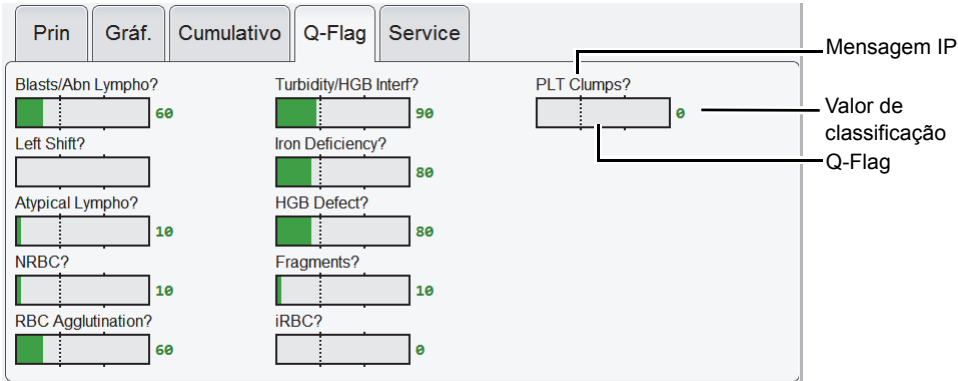 Prin
Gráf.
Cumulativo
Q-Flag
Service
Blasts/Abn Lympho?
60
Left Shift?
Atypical Lympho?
10
NRBC?
10
RBC Agglutination?
60
Turbidity/HGB Interf?
90
Iron Deficiency?
80
HGB Defect?
80
Fragments?
10
iRBC?
0
PLT Clumps?
0
Mensagem IP
Valor de
classificação
Q-Flag